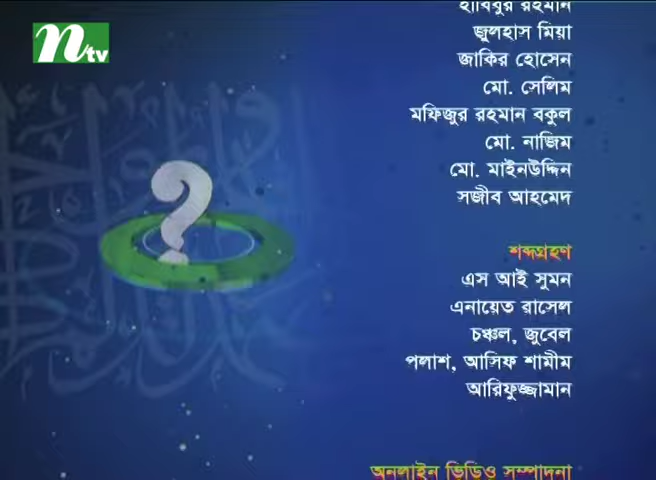 ntv
হাবিবুর রহমান
জুলহাস মিয়া
জাকির হোসেন
মো. সেলিম
মফিজুর রহমান বকুল
মো. নাজিম
মো. মাইনউদ্দিন
সজীব আহমেদ
শব্দগ্রহণ
এস আই সুমন
এনায়েত রাসেল
চঞ্চল, জুবেল
পলাশ, আসিফ শামীম
আরিফুজ্জামান
অনলাইন ভিডিও সম্পাদনা